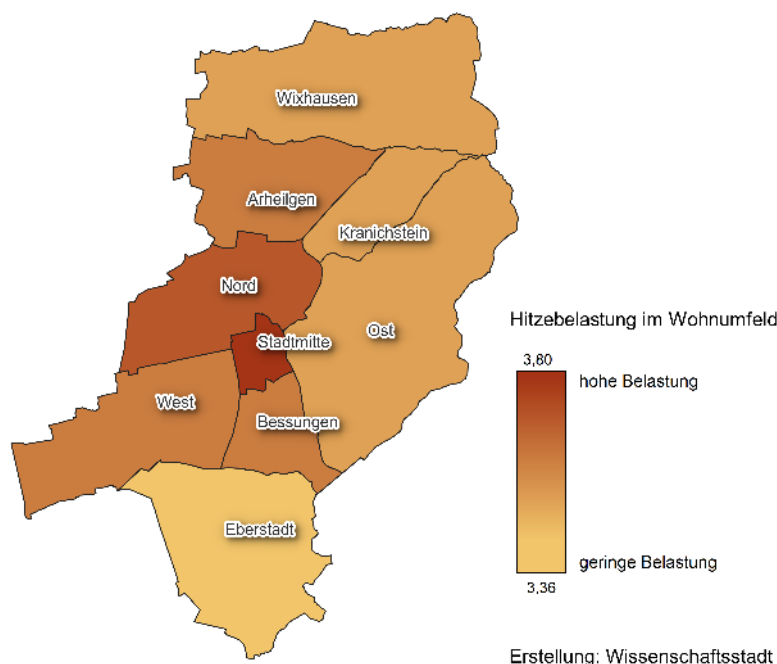 Wixhausen
Arheilgen
Kranichstein
Nord
Stadtmitte
Ost
West
Bessungen
Eberstadt
Hitzebelastung im Wohnumfeld
3,80
hohe Belastung
geringe Belastung
3,36
Erstellung: Wissenschaftsstadt